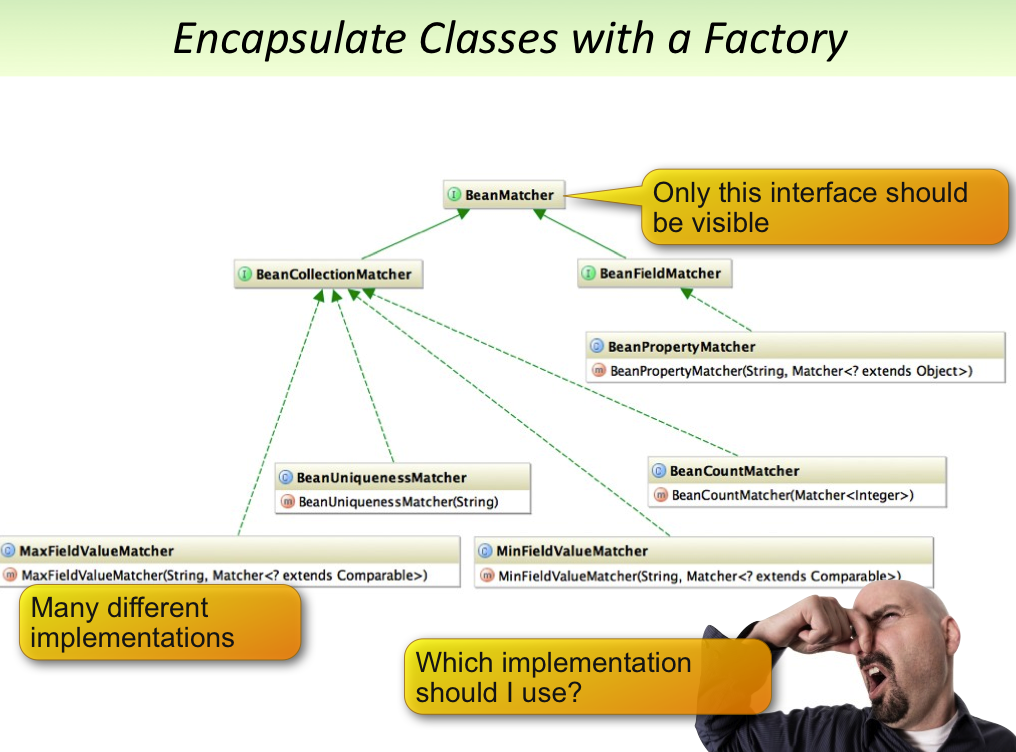 Encapsulate Classes with a Factory
BeanMatcher
Only this interface should
be visible
BeanCollectionMatcher
BeanFieldMatcher
BeanPropertyMatcher
BeanPropertyMatcher(String, Matcher<? extends Object>)
BeanUniquenessMatcher
BeanUniquenessMatcher(String)
BeanCountMatcher
BeanCountMatcher(Matcher<Integer>)
MaxFieldValueMatcher
MaxFieldValueMatcher(String, Matcher<? extends Comparable>)
MinFieldValueMatcher
MinFieldValueMatcher(String, Matcher<? extends Comparable>)
Many different
implementations
Which implementation
should I use?